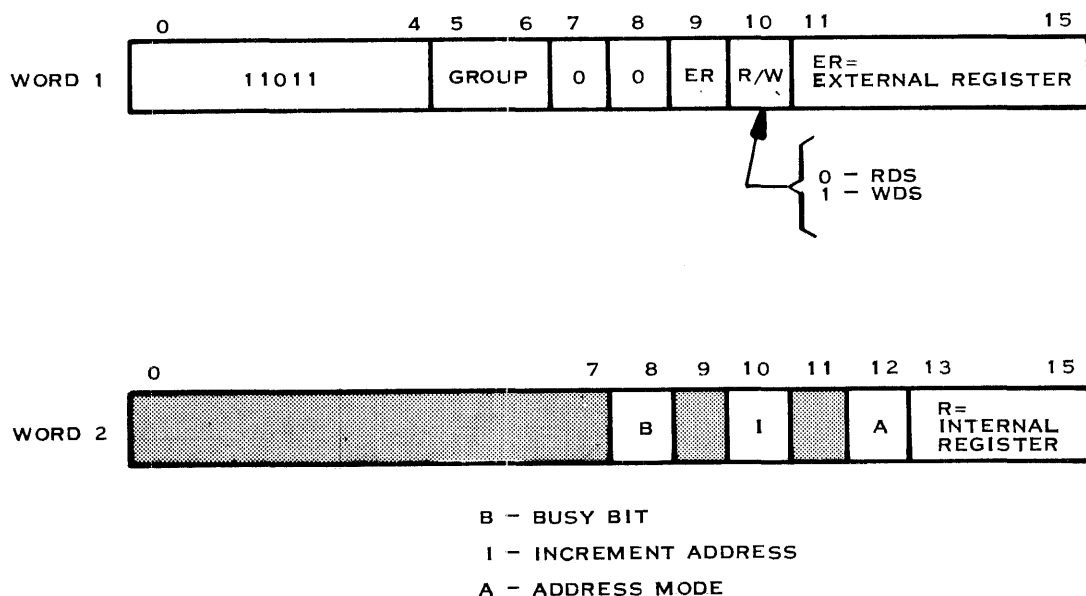 0 4 5 6 7 8 9 10 11 15
WORD 1 11011 GROUP 0 0 ER R/W ER=
EXTERNAL REGISTER
0 - RDS
1 - WDS
0 7 8 9 10 11 12 13 15
WORD 2 B I A R=
INTERNAL
REGISTER
B - BUSY BIT
I - INCREMENT ADDRESS
A - ADDRESS MODE